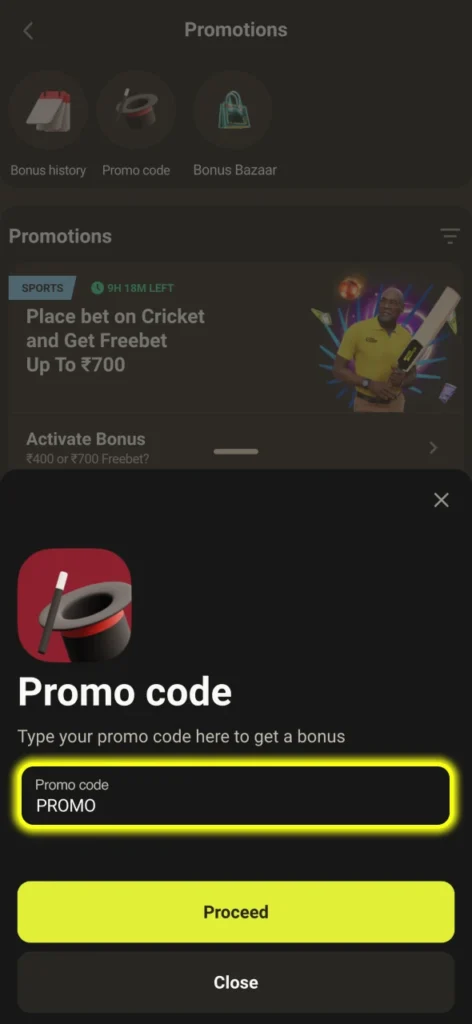 Promotions
Bonus history
Promo code
Bonus Bazaar
Promotions
SPORTS
9H 18M LEFT
Place bet on Cricket
and Get Freebet
Up To ₹700
Activate Bonus
₹400 or ₹700 Freebet?
Promo code
Type your promo code here to get a bonus
Promo code
PROMO
Proceed
Close